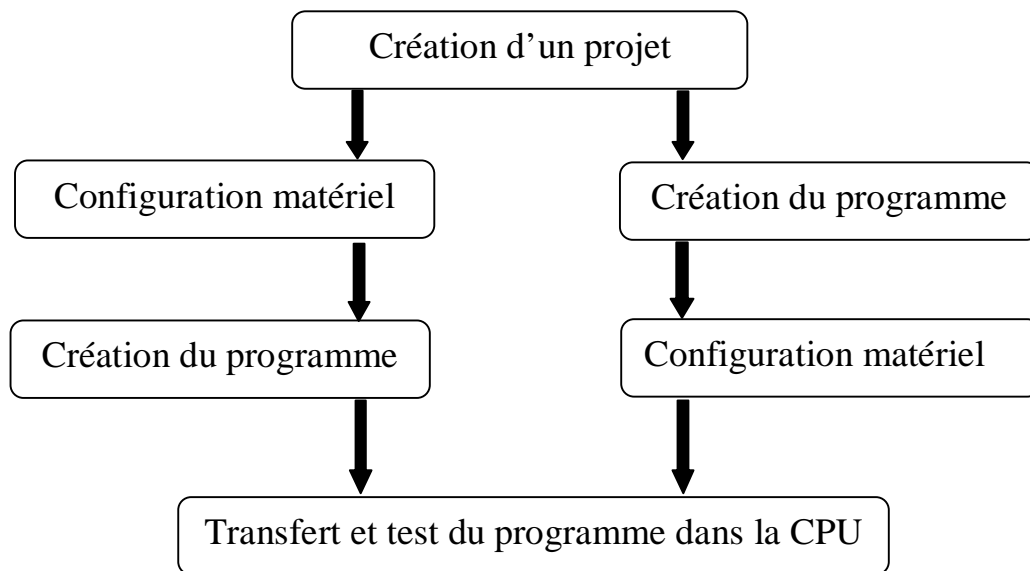 Création d’un projet
Configuration matériel
Création du programme
Création du programme
Configuration matériel
Transfert et test du programme dans la CPU